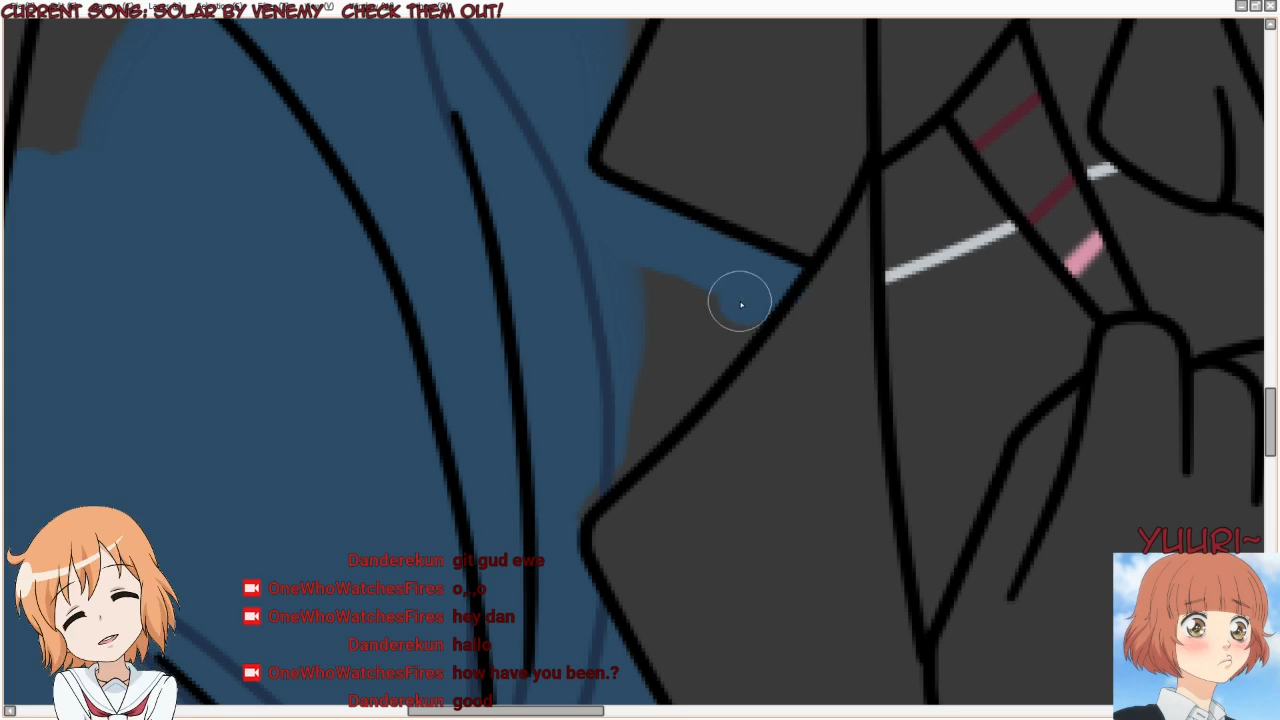 CURRENT SONG: SOLAR BY VENEMY CHECK THEM OUT!
Danderekun git gud ewe
OneWhoWatchesFires o,.,o
OneWhoWatchesFires hey dan
Danderekun hallo
OneWhoWatchesFires how have you been.?
Danderekun good
YUURI~